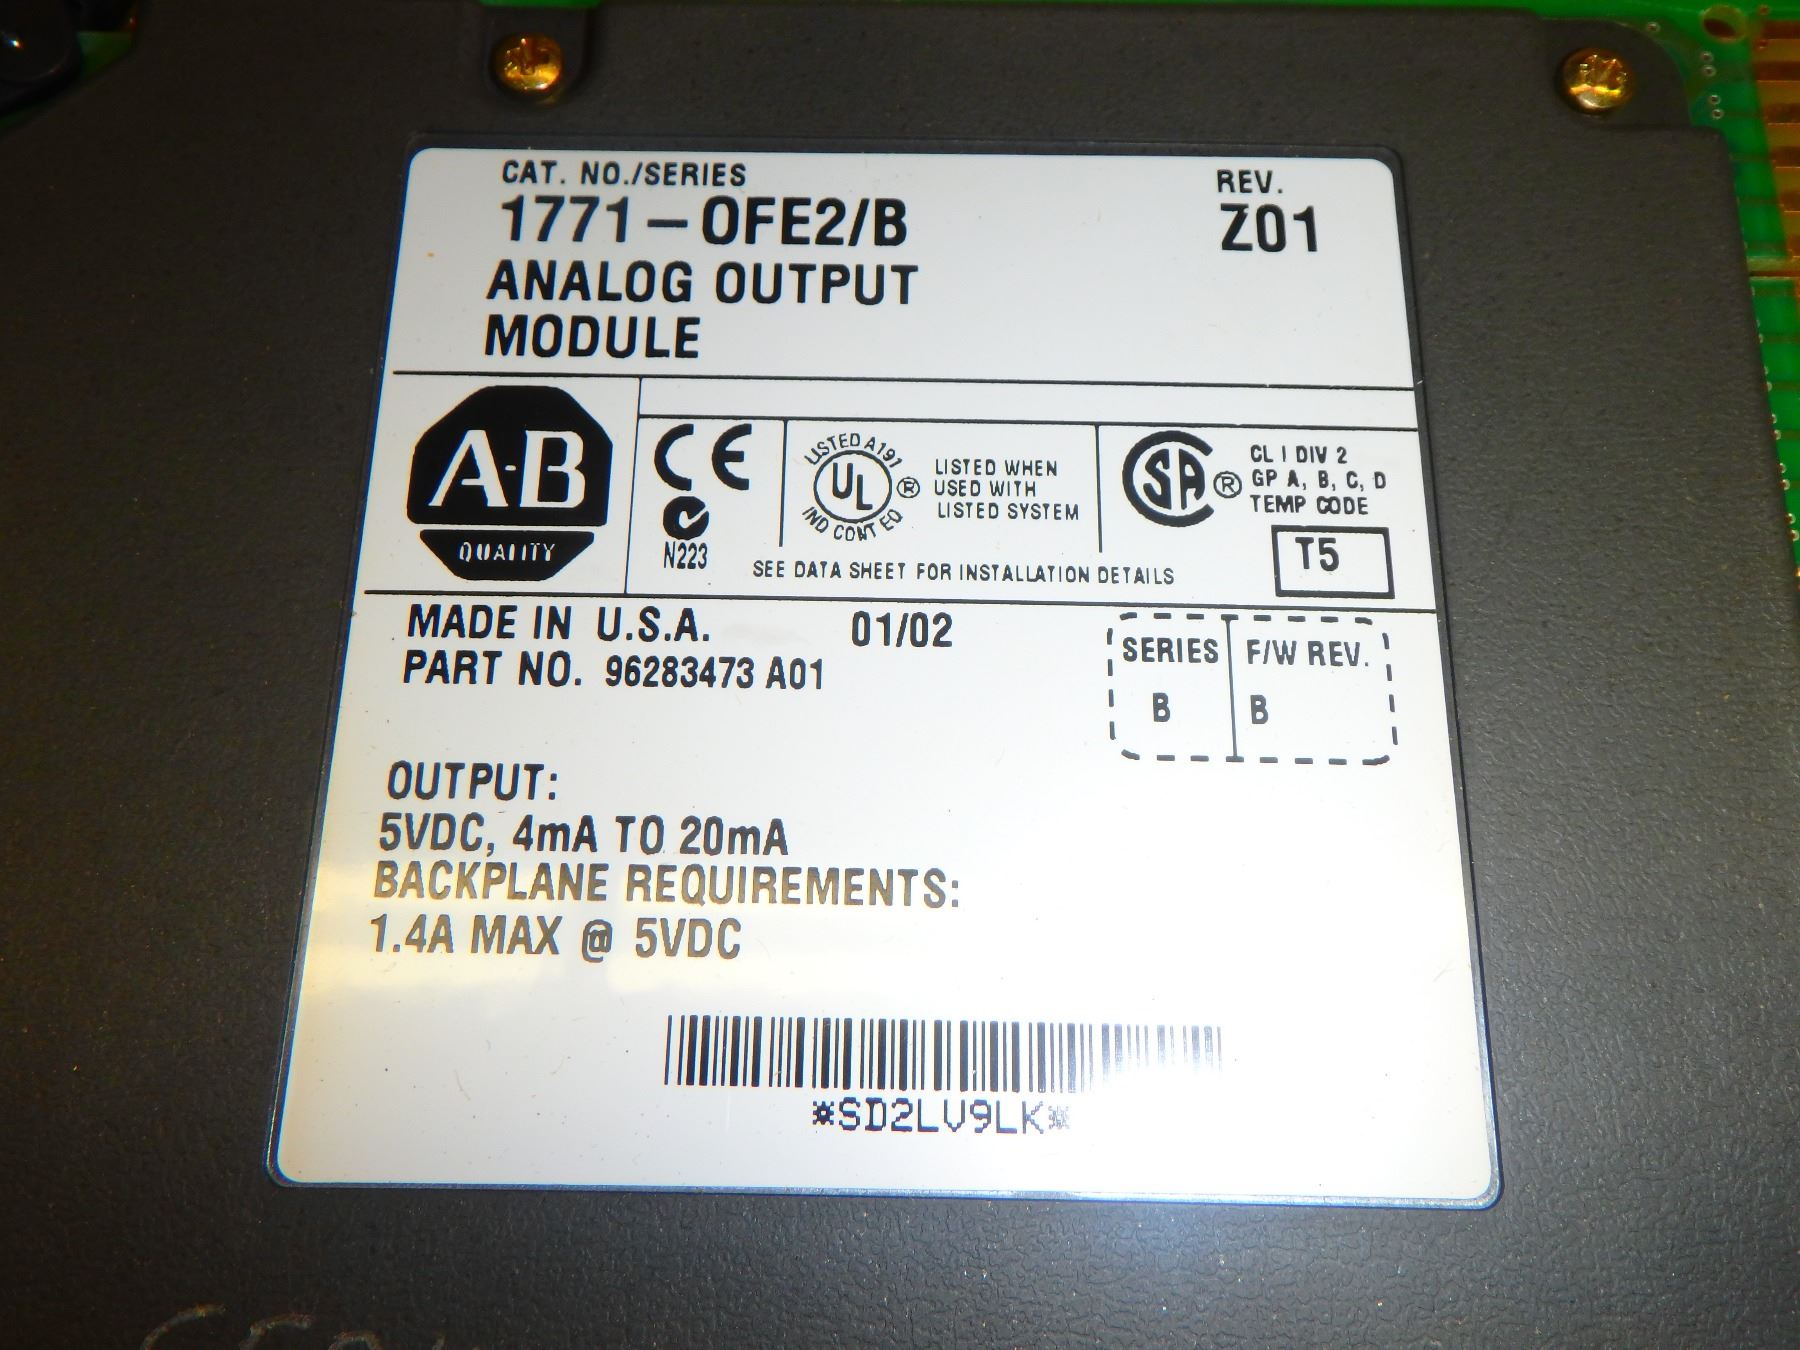 CAT. NO./SERIES
1771-OFE2/B
ANALOG OUTPUT
MODULE
REV.
Z01
A-B
QUALITY
CE
N223
LISTED A191
UL ®
IND CONT EQ
LISTED WHEN
USED WITH
LISTED SYSTEM
SA ®
CL I DIV 2
GP A, B, C, D
TEMP CODE
T5
SEE DATA SHEET FOR INSTALLATION DETAILS
MADE IN U.S.A. 01/02
PART NO. 96283473 A01
SERIES F/W REV.
B B
OUTPUT:
5VDC, 4mA TO 20mA
BACKPLANE REQUIREMENTS:
1.4A MAX @ 5VDC
*SD2LV9LK*